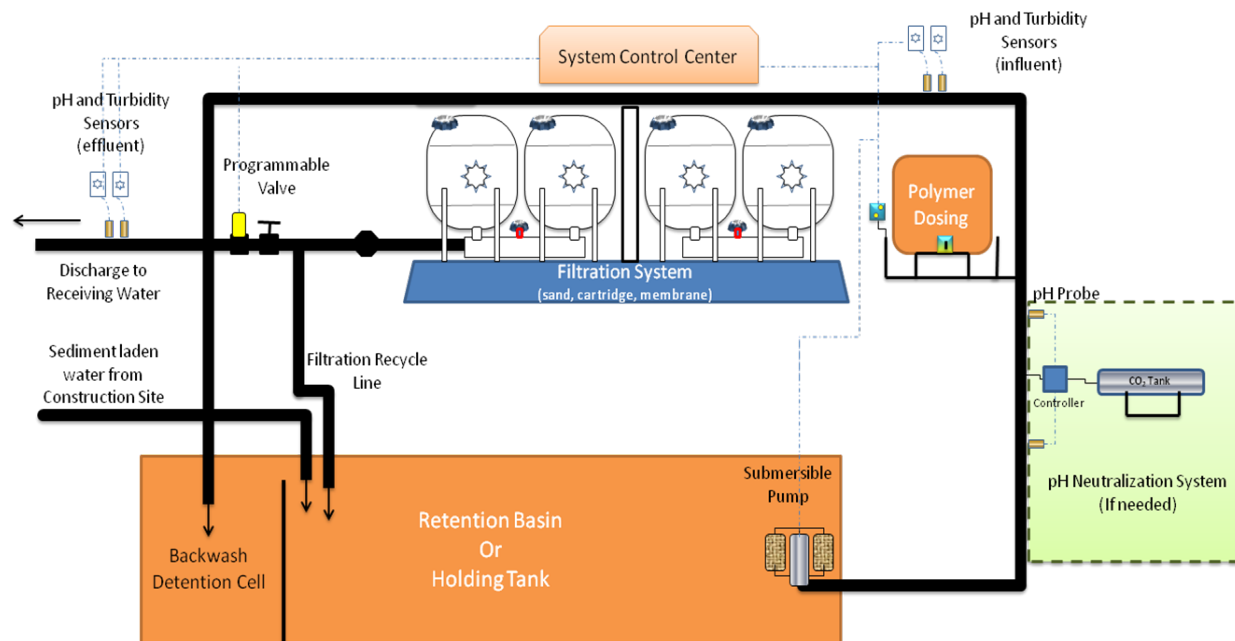 pH and Turbidity
Sensors
(influent)
System Control Center
pH and Turbidity
Sensors
(effluent)
Programmable
Valve
Polymer
Dosing
Discharge to
Receiving Water
Filtration System
(sand, cartridge, membrane)
pH Probe
Sediment laden
water from
Construction Site
Filtration Recycle
Line
CO₂ Tank
Controller
Submersible
Pump
pH Neutralization System
(If needed)
Retention Basin
Or
Holding Tank
Backwash
Detention Cell